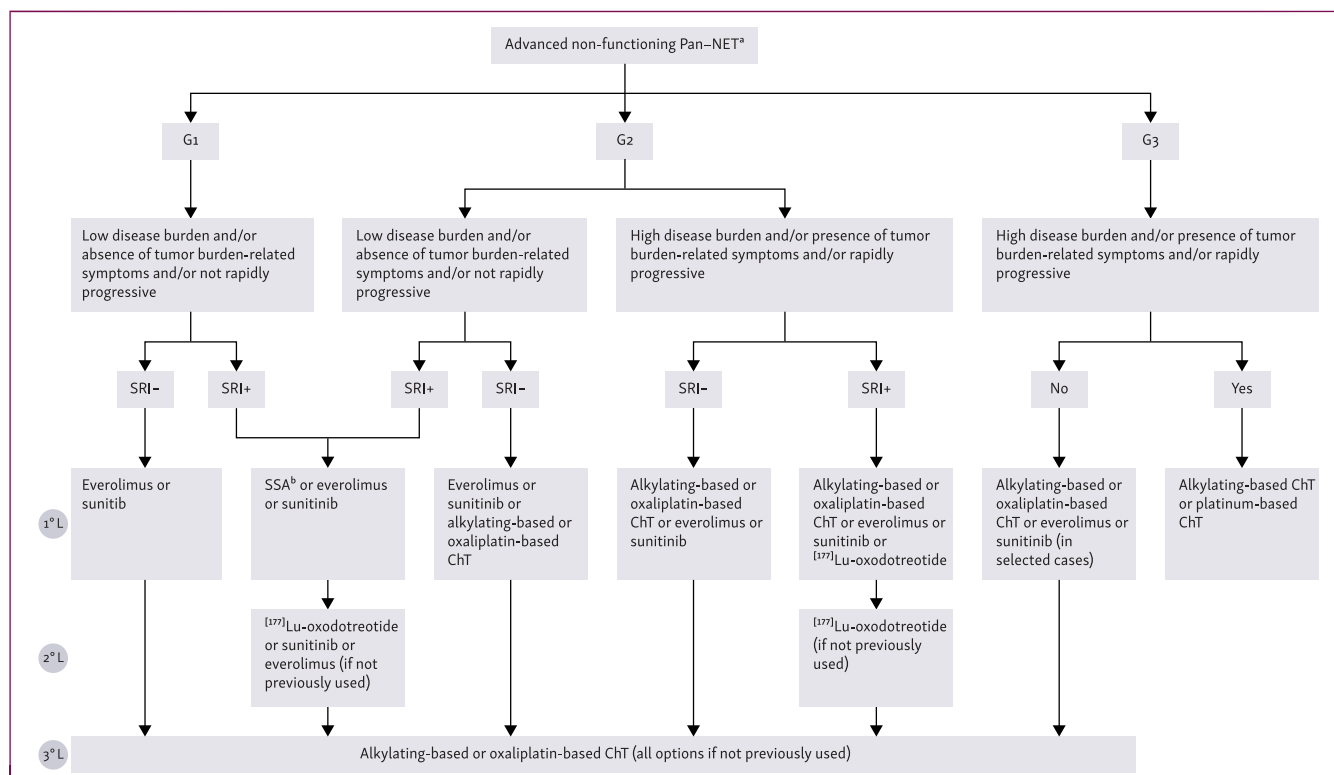 Advanced non-functioning Pan–NETᵃ
G1
G2
G3
Low disease burden and/or
absence of tumor burden-related
symptoms and/or not rapidly
progressive
Low disease burden and/or
absence of tumor burden-related
symptoms and/or not rapidly
progressive
High disease burden and/or presence of tumor
burden-related symptoms and/or rapidly
progressive
High disease burden and/or presence of tumor
burden-related symptoms and/or rapidly
progressive
SRI–
SRI+
SRI+
SRI–
SRI–
SRI+
No
Yes
1° L
Everolimus or
sunitib
SSAᵇ or everolimus
or sunitinib
Everolimus or
sunitinib or
alkylating-based or
oxaliplatin-based
ChT
Alkylating-based or
oxaliplatin-based
ChT or everolimus or
sunitinib
Alkylating-based or
oxaliplatin-based
ChT or everolimus or
sunitinib or
[177]Lu-oxodotreotide
Alkylating-based or
oxaliplatin-based
ChT or everolimus or
sunitinib (in
selected cases)
Alkylating-based ChT
or platinum-based
ChT
2° L
[177]Lu-oxodotreotide
or sunitinib or
everolimus (if not
previously used)
[177]Lu-oxodotreotide
(if not previously
used)
3° L
Alkylating-based or oxaliplatin-based ChT (all options if not previously used)